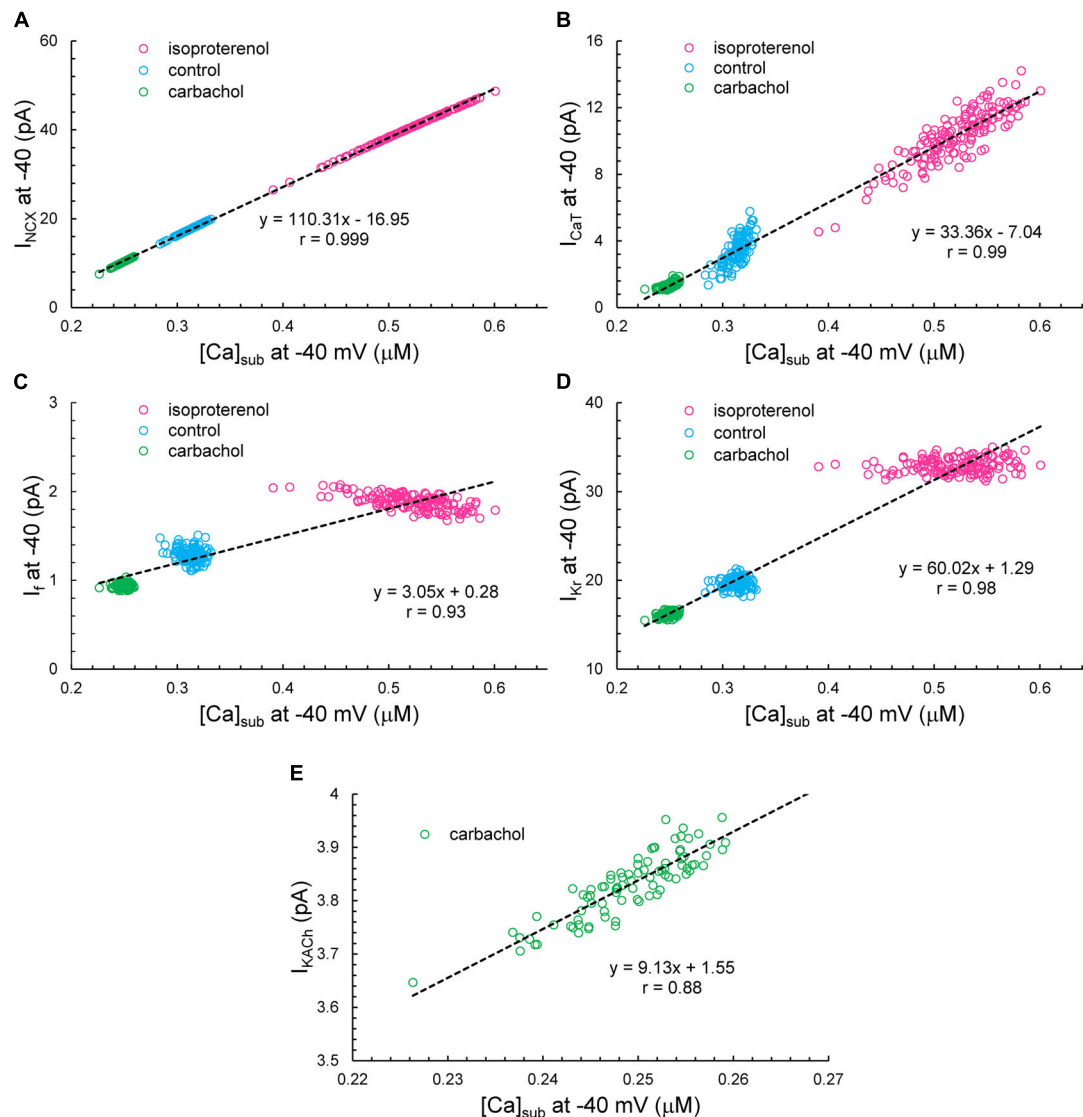 A
60
40
20
0
I_NCX at -40 (pA)
isoproterenol
control
carbachol
y = 110.31x - 16.95
r = 0.999
0.2 0.3 0.4 0.5 0.6
[Ca]sub at -40 mV (μM)
B
16
12
8
4
0
I_CaT at -40 (pA)
isoproterenol
control
carbachol
y = 33.36x - 7.04
r = 0.99
0.2 0.3 0.4 0.5 0.6
[Ca]sub at -40 mV (μM)
C
3
2
1
0
I_f at -40 (pA)
isoproterenol
control
carbachol
y = 3.05x + 0.28
r = 0.93
0.2 0.3 0.4 0.5 0.6
[Ca]sub at -40 mV (μM)
D
40
30
20
10
I_Kr at -40 (pA)
isoproterenol
control
carbachol
y = 60.02x + 1.29
r = 0.98
0.2 0.3 0.4 0.5 0.6
[Ca]sub at -40 mV (μM)
E
4
3.9
3.8
3.7
3.6
3.5
I_KACh (pA)
carbachol
y = 9.13x + 1.55
r = 0.88
0.22 0.23 0.24 0.25 0.26 0.27
[Ca]sub at -40 mV (μM)